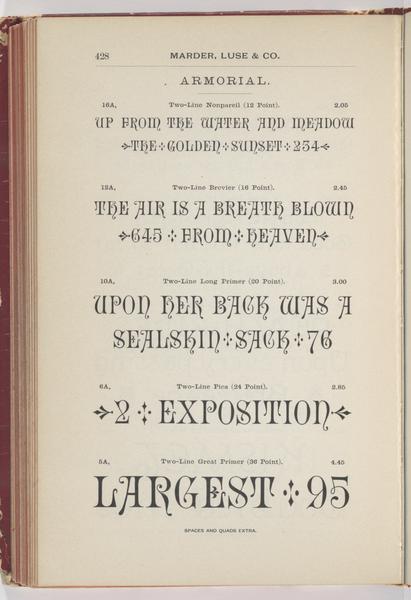 428
MARDER, LUSE & CO.
ARMORIAL.
16A, Two-Line Nonpareil (12 Point). 2.05
UP FROM THE WATER AND MEADOW
THE GOLDEN SUNSET 254
12A, Two-Line Brevier (16 Point). 2.45
THE AIR IS A BREATH BLOWN
645 FROM HEAVEN
10A, Two-Line Long Primer (20 Point). 3.00
UPON HER BACK WAS A
SEALSKIN SACK 76
6A, Two-Line Pica (24 Point). 2.85
2 EXPOSITION
5A, Two-Line Great Primer (36 Point). 4.45
LARGEST 95
SPACES AND QUADS EXTRA.